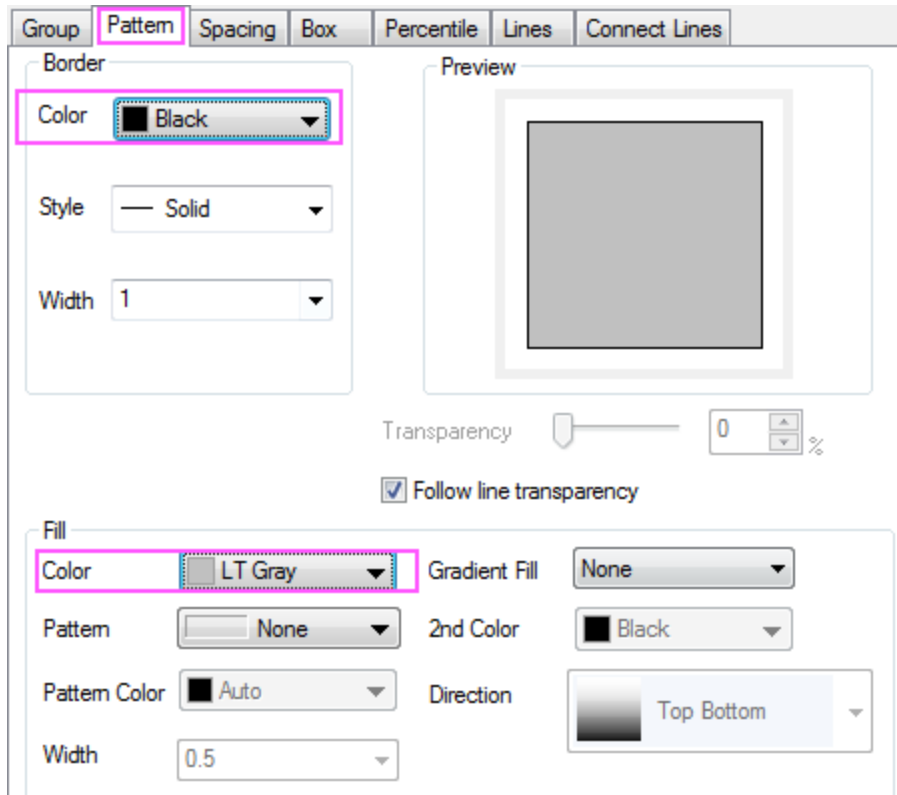 Group Pattern Spacing Box Percentile Lines Connect Lines
Border
Color Black
Style Solid
Width 1
Preview
Transparency 0 %
Follow line transparency
Fill
Color LT Gray Gradient Fill None
Pattern None 2nd Color Black
Pattern Color Auto Direction Top Bottom
Width 0.5